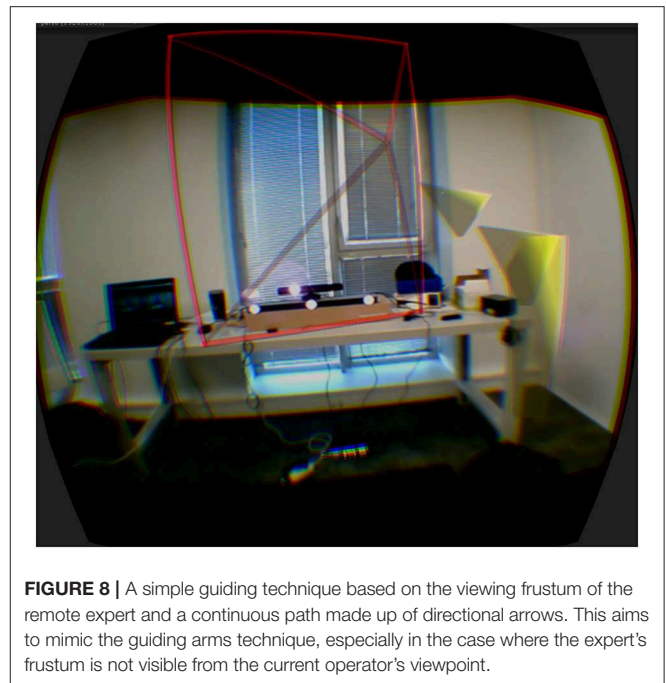 FIGURE 8 | A simple guiding technique based on the viewing frustum of the
remote expert and a continuous path made up of directional arrows. This aims
to mimic the guiding arms technique, especially in the case where the expert's
frustum is not visible from the current operator's viewpoint.